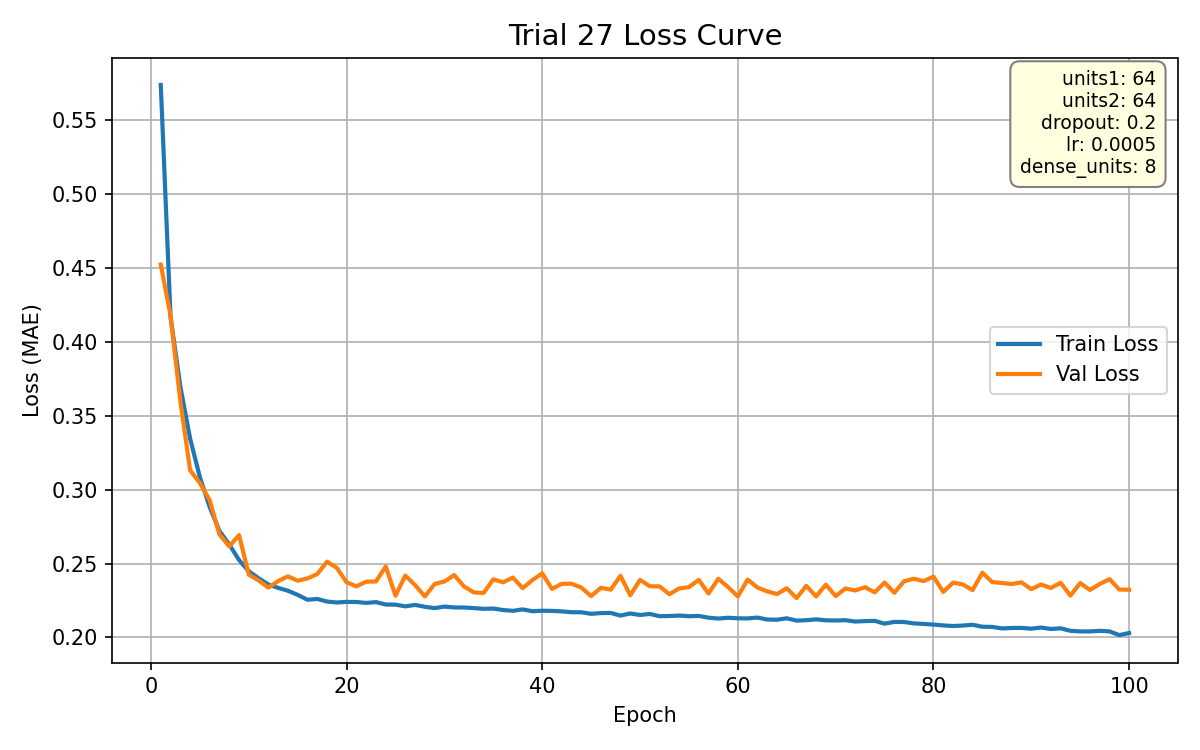 Trial 27 Loss Curve
units1: 64
units2: 64
dropout: 0.2
lr: 0.0005
dense_units: 8
Train Loss
Val Loss
Loss (MAE)
0.55
0.50
0.45
0.40
0.35
0.30
0.25
0.20
0 20 40 60 80 100
Epoch